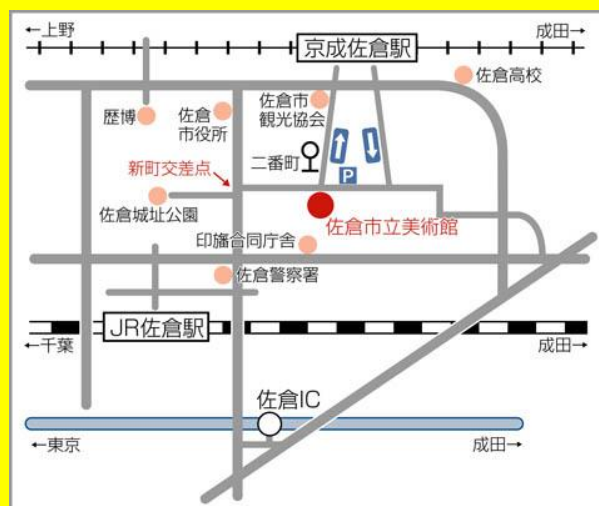 ←上野
成田→
京成佐倉駅
佐倉高校
歴博
佐倉
市役所
佐倉市
観光協会
二番町
P
新町交差点
佐倉城址公園
佐倉市立美術館
印旛合同庁舎
佐倉警察署
JR佐倉駅
←千葉
成田→
佐倉IC
←東京
成田→